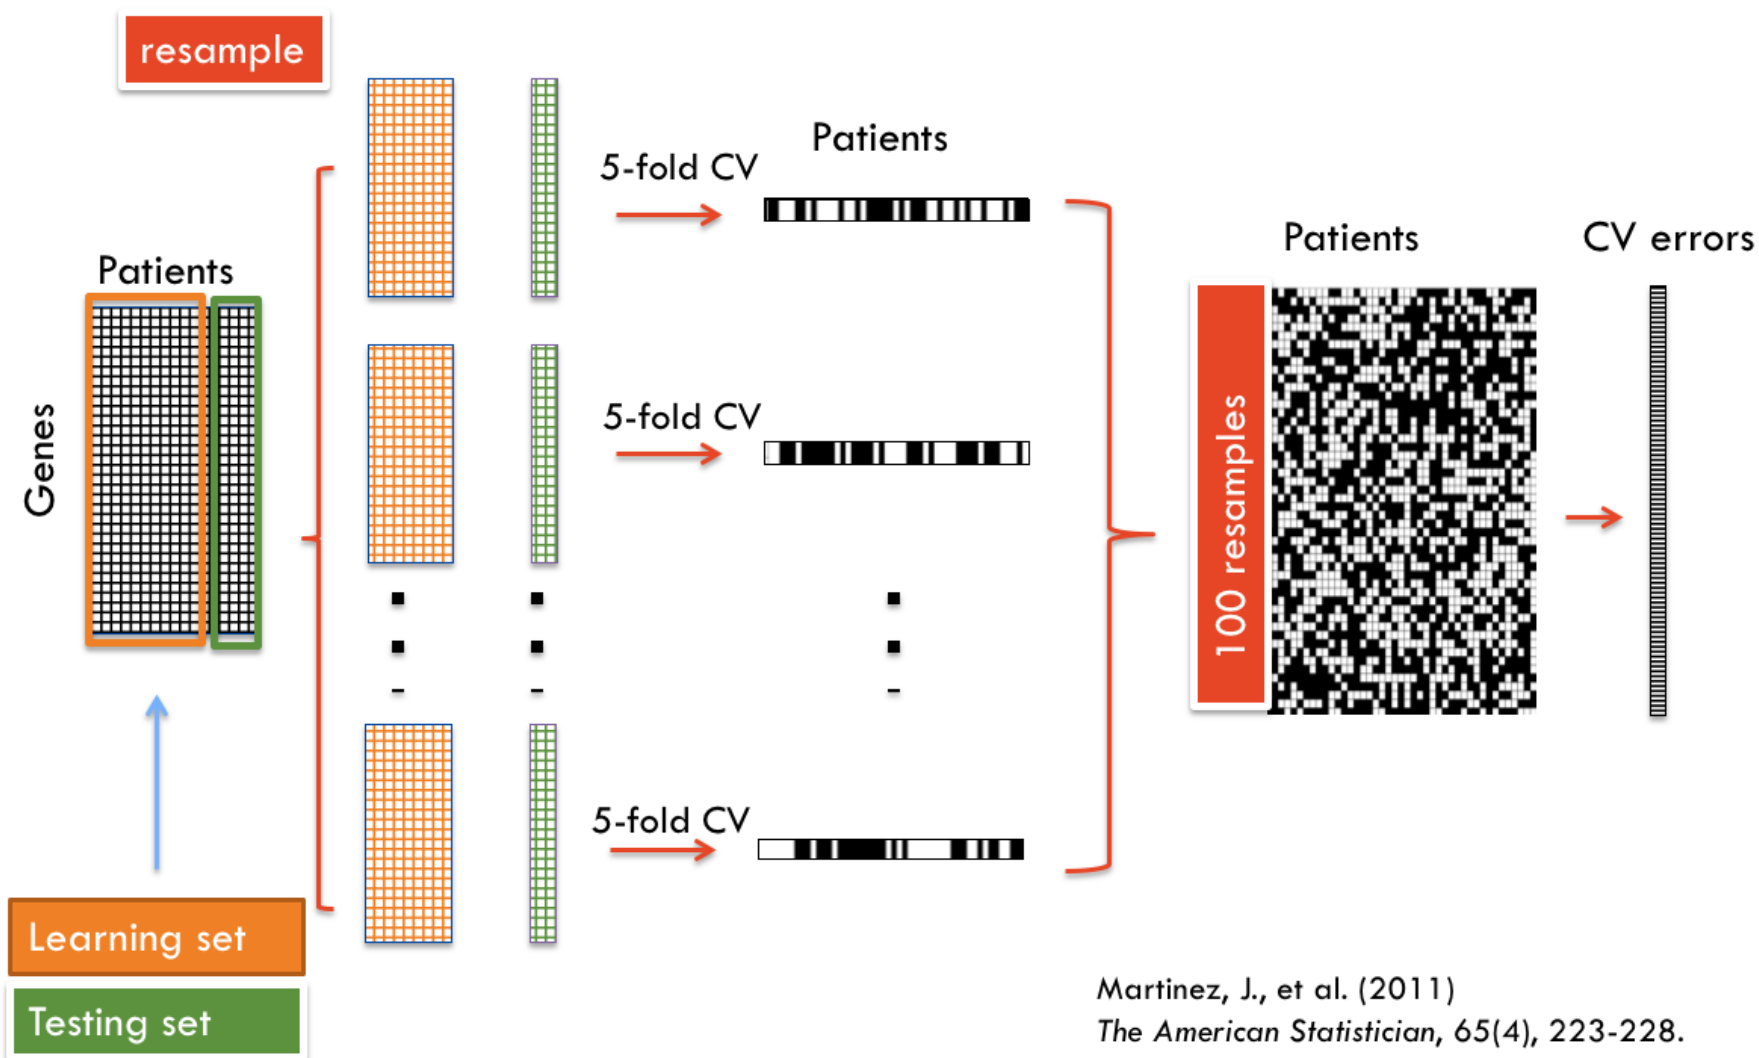 resample
Patients
Genes
Learning set
Testing set
5-fold CV
5-fold CV
5-fold CV
Patients
100 resamples
Patients
CV errors
Martinez, J., et al. (2011)
The American Statistician, 65(4), 223-228.